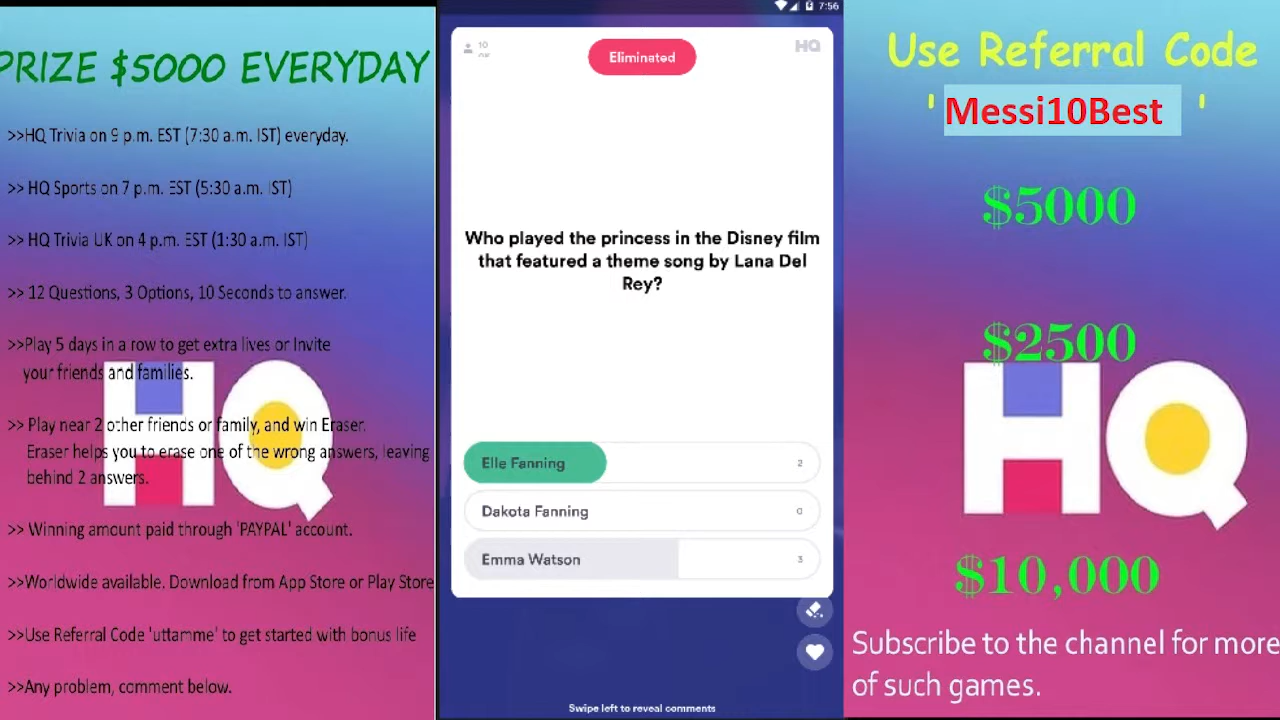 PRIZE $5000 EVERYDAY
>>HQ Trivia on 9 p.m. EST (7:30 a.m. IST) everyday.
>> HQ Sports on 7 p.m. EST (5:30 a.m. IST)
>> HQ Trivia UK on 4 p.m. EST (1:30 a.m. IST)
>> 12 Questions, 3 Options, 10 Seconds to answer.
>>Play 5 days in a row to get extra lives or Invite
your friends and families.
>> Play near 2 other friends or family, and win Eraser.
Eraser helps you to erase one of the wrong answers, leaving
behind 2 answers.
>> Winning amount paid through 'PAYPAL' account.
>>Worldwide available. Download from App Store or Play Store
>>Use Referral Code 'uttamme' to get started with bonus life
>>Any problem, comment below.
HQ
7:56
10
Eliminated
HQ
Who played the princess in the Disney film
that featured a theme song by Lana Del
Rey?
Elle Fanning 2
Dakota Fanning 0
Emma Watson 3
Swipe left to reveal comments
Use Referral Code
' Messi10Best '
$5000
$2500
HQ
$10,000
Subscribe to the channel for more
of such games.